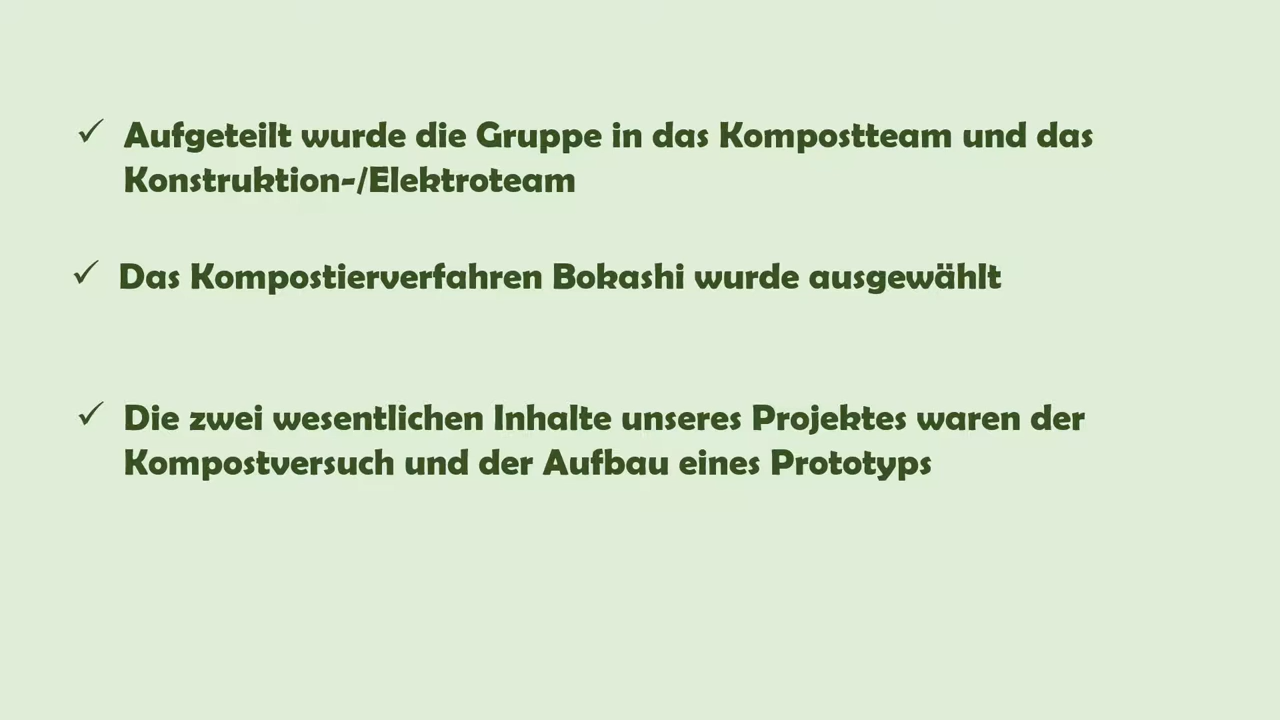 ✓ Aufgeteilt wurde die Gruppe in das Kompostteam und das
Konstruktion-/Elektroteam
✓ Das Kompostierverfahren Bokashi wurde ausgewählt
✓ Die zwei wesentlichen Inhalte unseres Projektes waren der
Kompostversuch und der Aufbau eines Prototyps